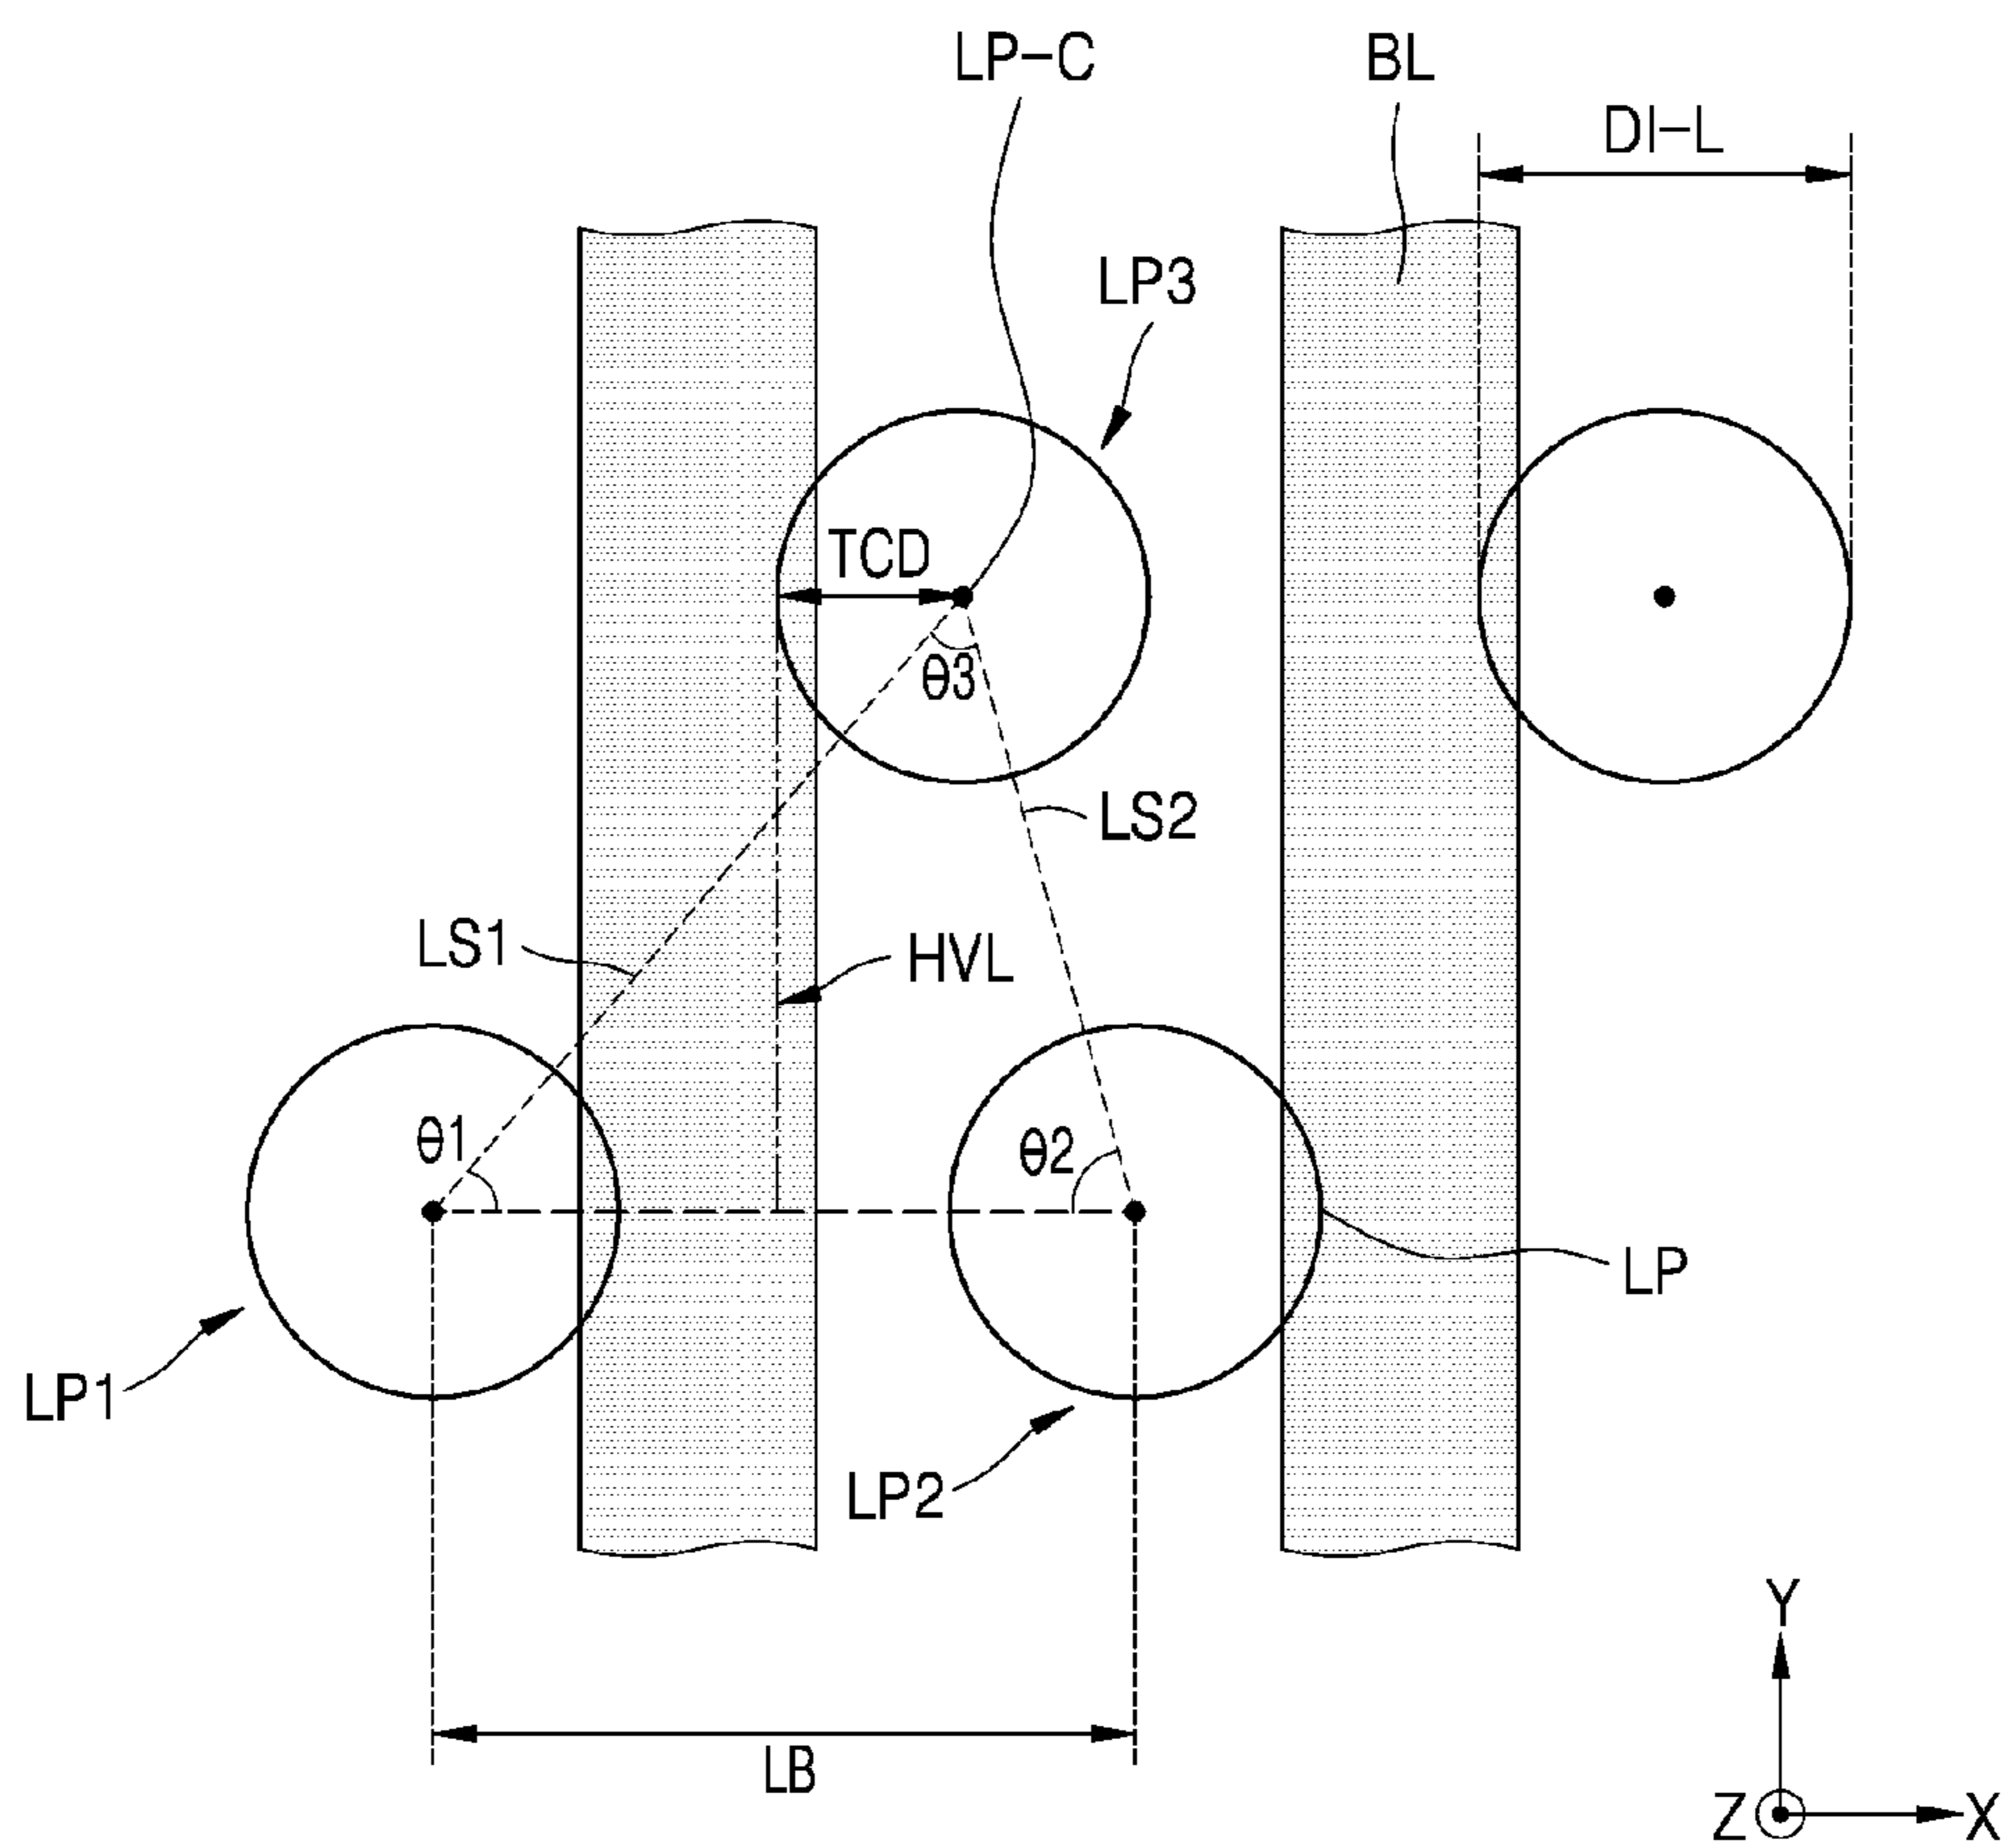 LP-C
BL
DI-L
LP3
TCD
θ3
LS2
LS1
HVL
θ1
θ2
LP
LP1
LP2
Y
LB
Z
X